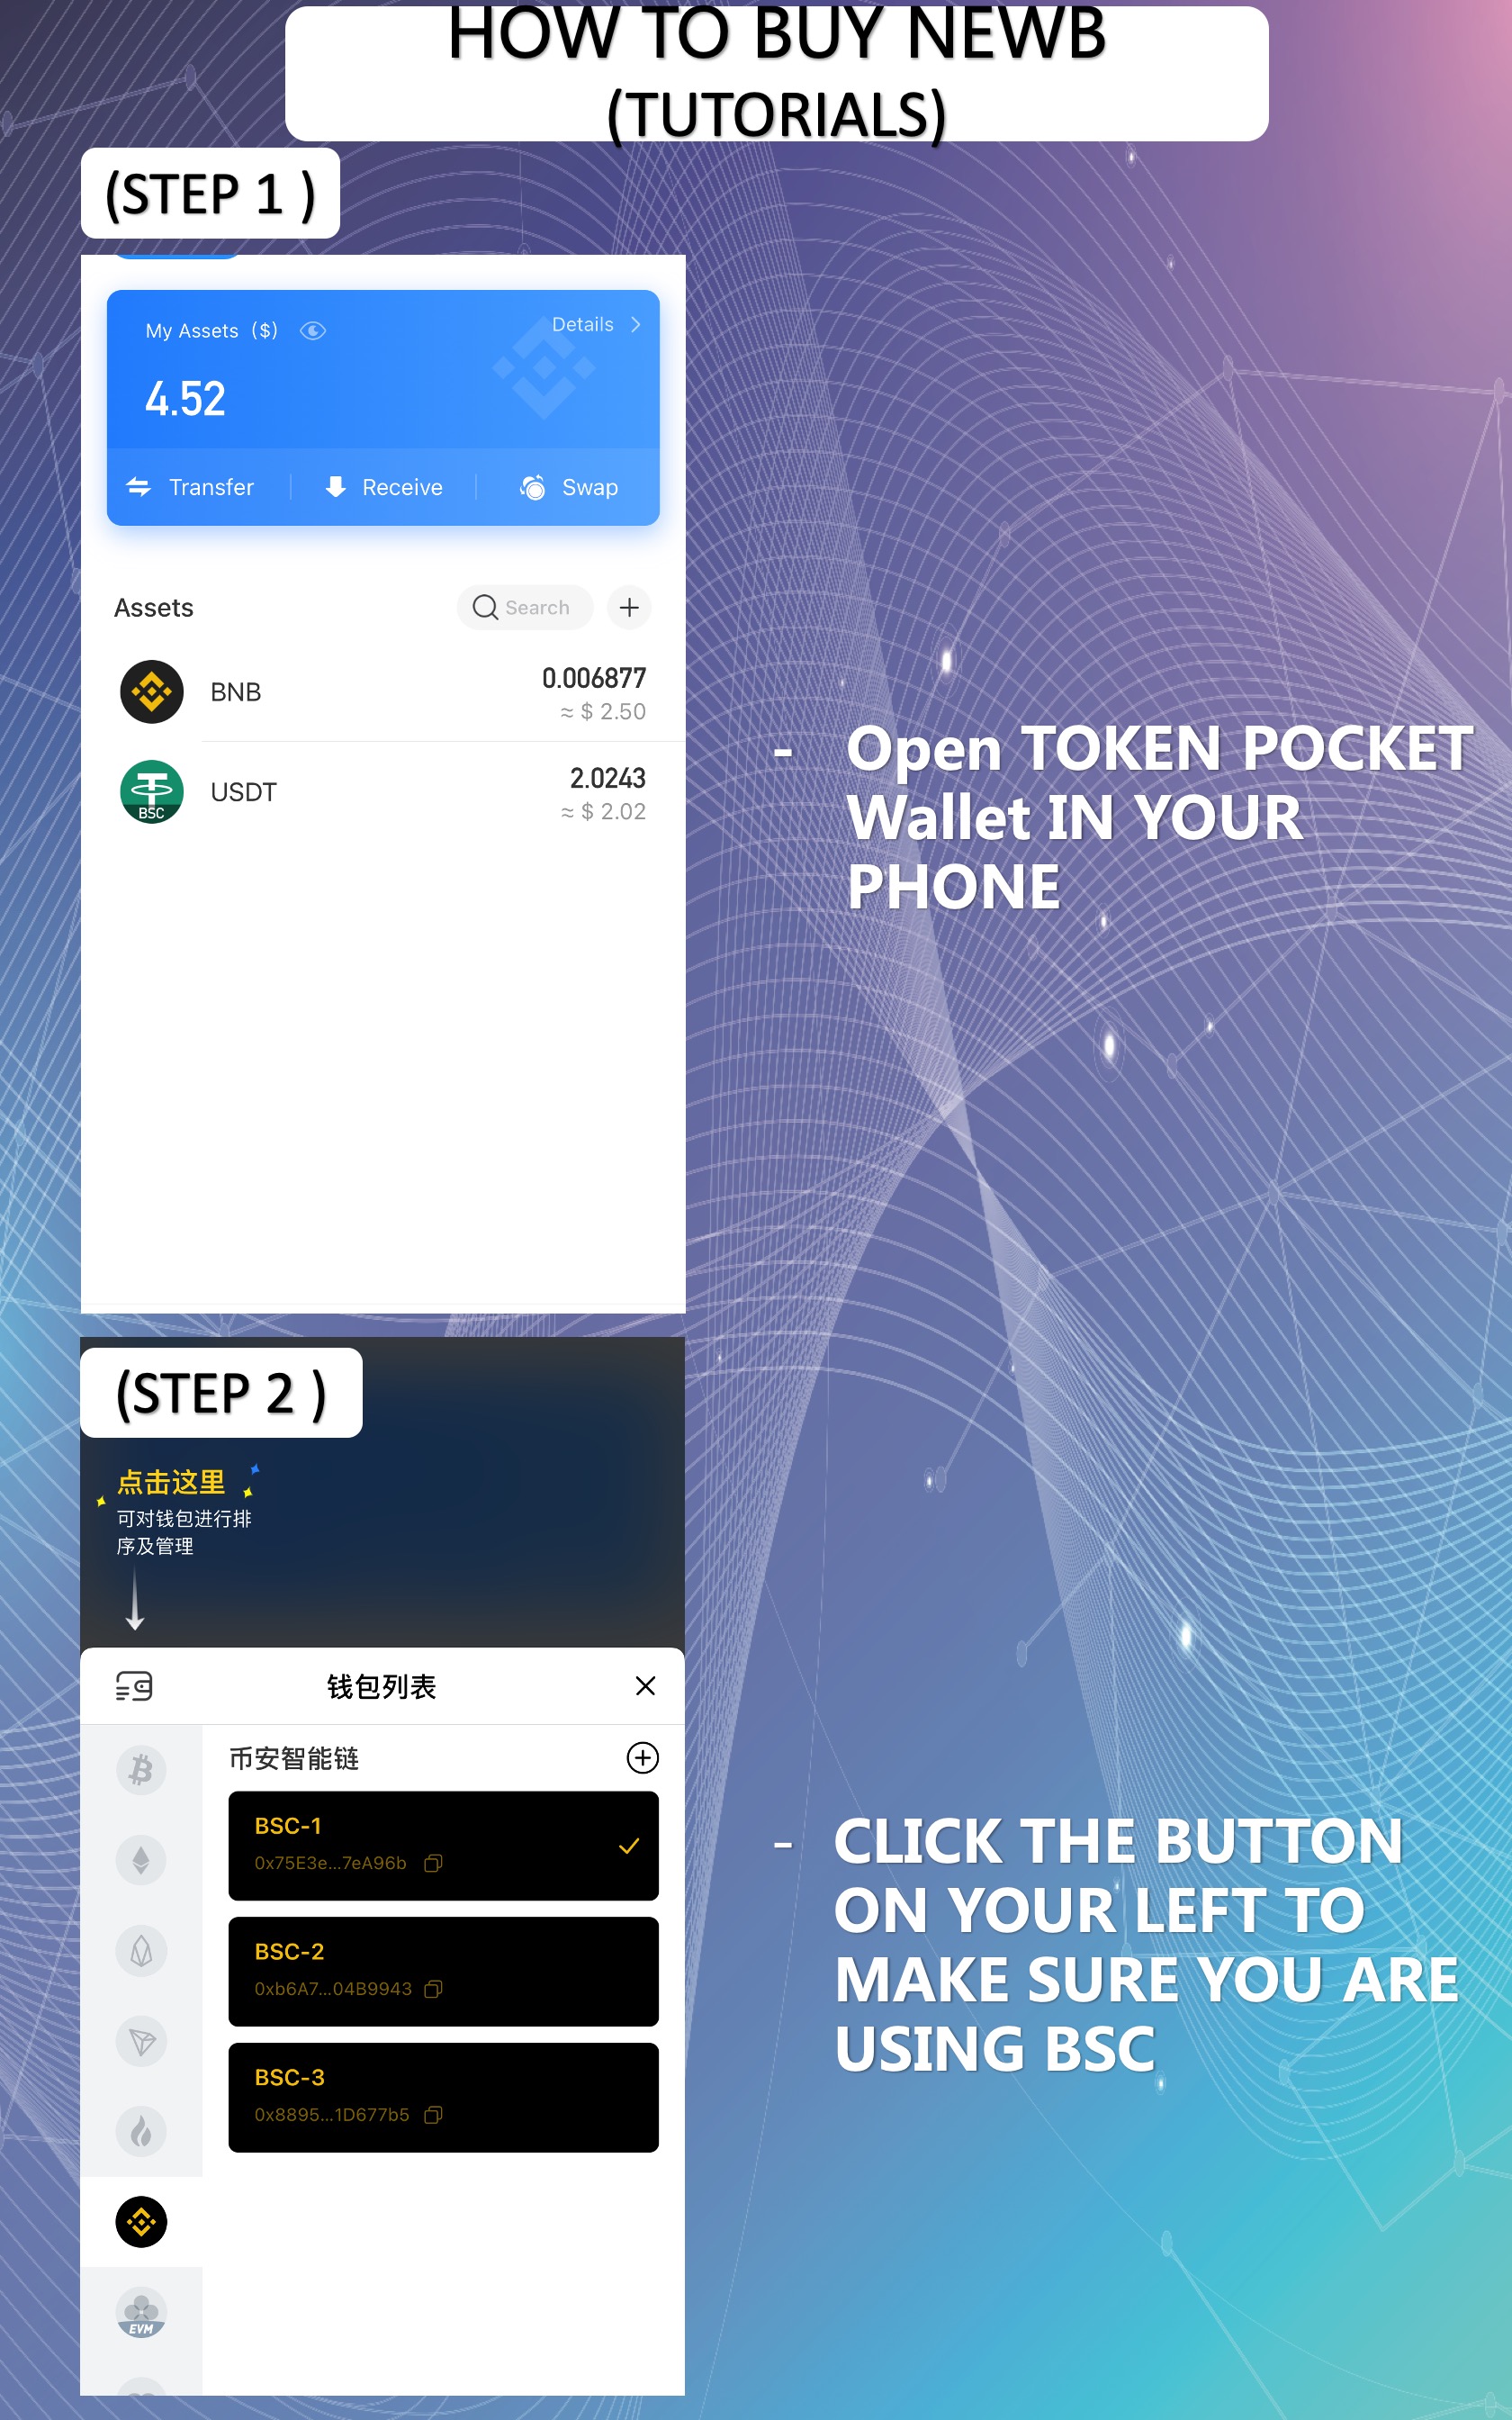 HOW TO BUY NEWB
(TUTORIALS)
(STEP 1 )
My Assets ($)
Details
4.52
Transfer
Receive
Swap
Assets
Search
BNB
0.006877
≈ $ 2.50
USDT
BSC
2.0243
≈ $ 2.02
- Open TOKEN POCKET
Wallet IN YOUR
PHONE
(STEP 2 )
点击这里
可对钱包进行排
序及管理
钱包列表
币安智能链
BSC-1
0x75E3e...7eA96b
BSC-2
0xb6A7...04B9943
BSC-3
0x8895...1D677b5
EVM
- CLICK THE BUTTON
ON YOUR LEFT TO
MAKE SURE YOU ARE
USING BSC